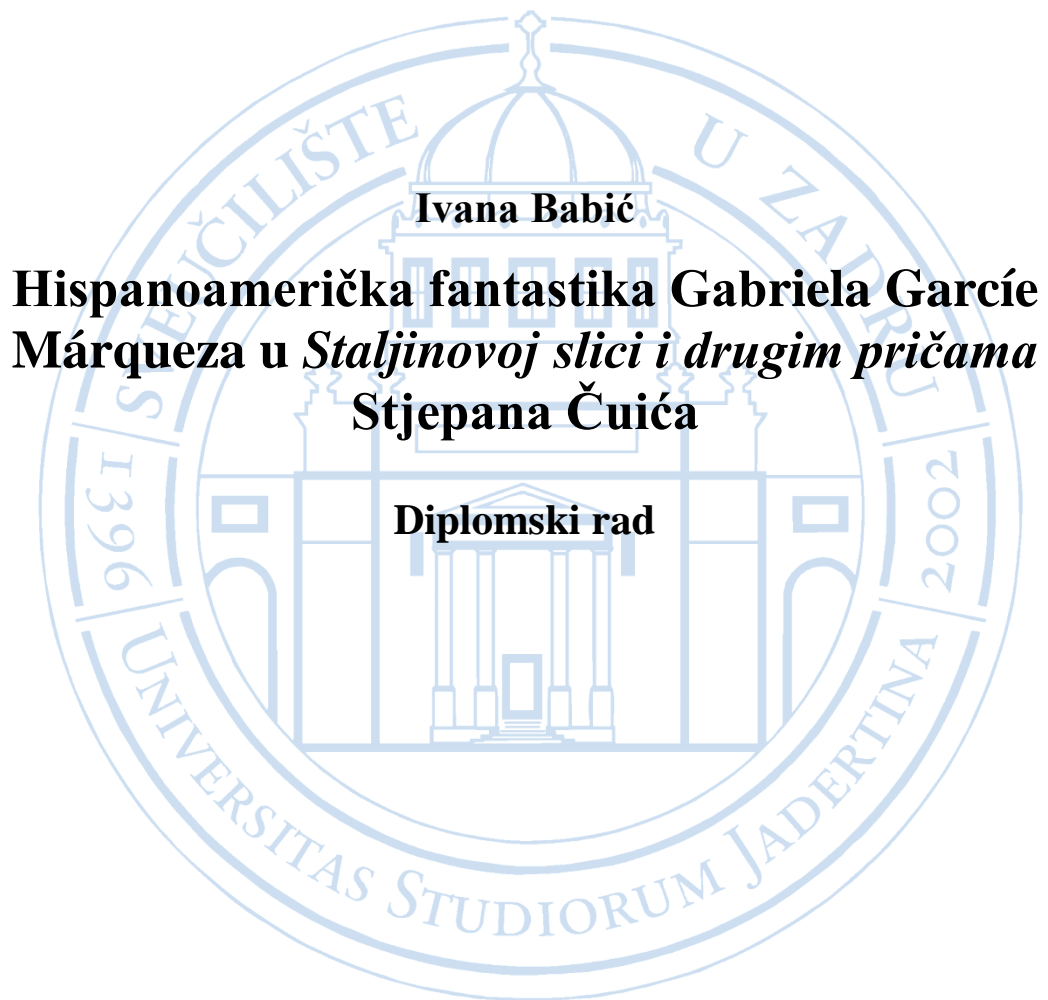 SVEUČILIŠTE U ZADRU
Ivana Babić
Hispanoamerička fantastika Gabriela Garcíe
Márqueza u Staljinovoj slici i drugim pričama
Stjepana Čuića
Diplomski rad
1396
2002
UNIVERSITAS STUDIORUM JADERTINA